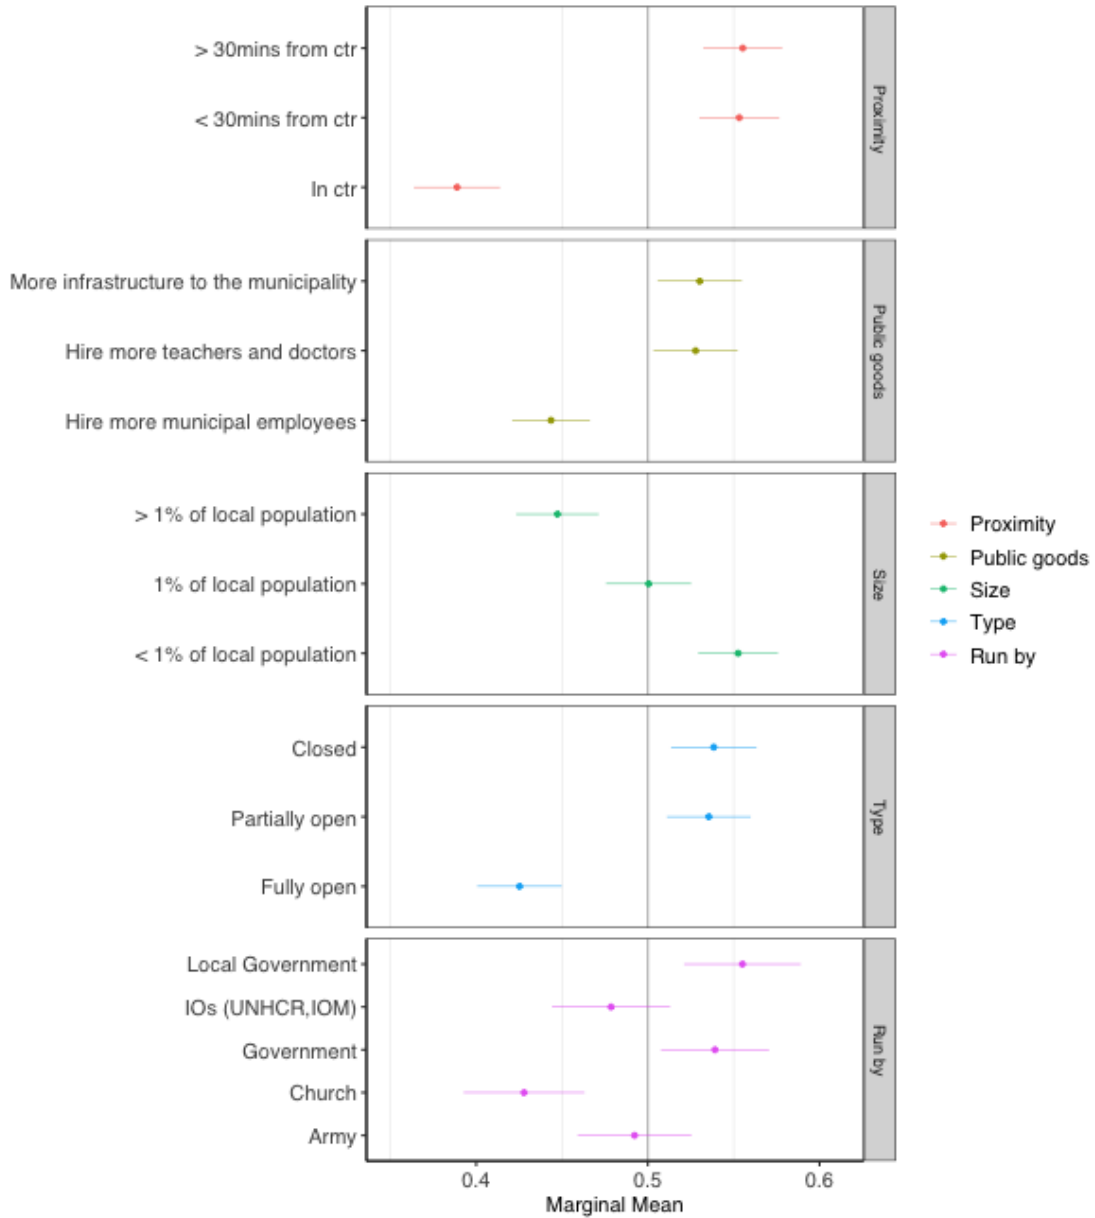 > 30mins from ctr
< 30mins from ctr
In ctr
Proximity
More infrastructure to the municipality
Hire more teachers and doctors
Hire more municipal employees
Public goods
> 1% of local population
1% of local population
< 1% of local population
Size
Closed
Partially open
Fully open
Type
Local Government
IOs (UNHCR,IOM)
Government
Church
Army
Run by
0.4 0.5 0.6
Marginal Mean
Proximity
Public goods
Size
Type
Run by